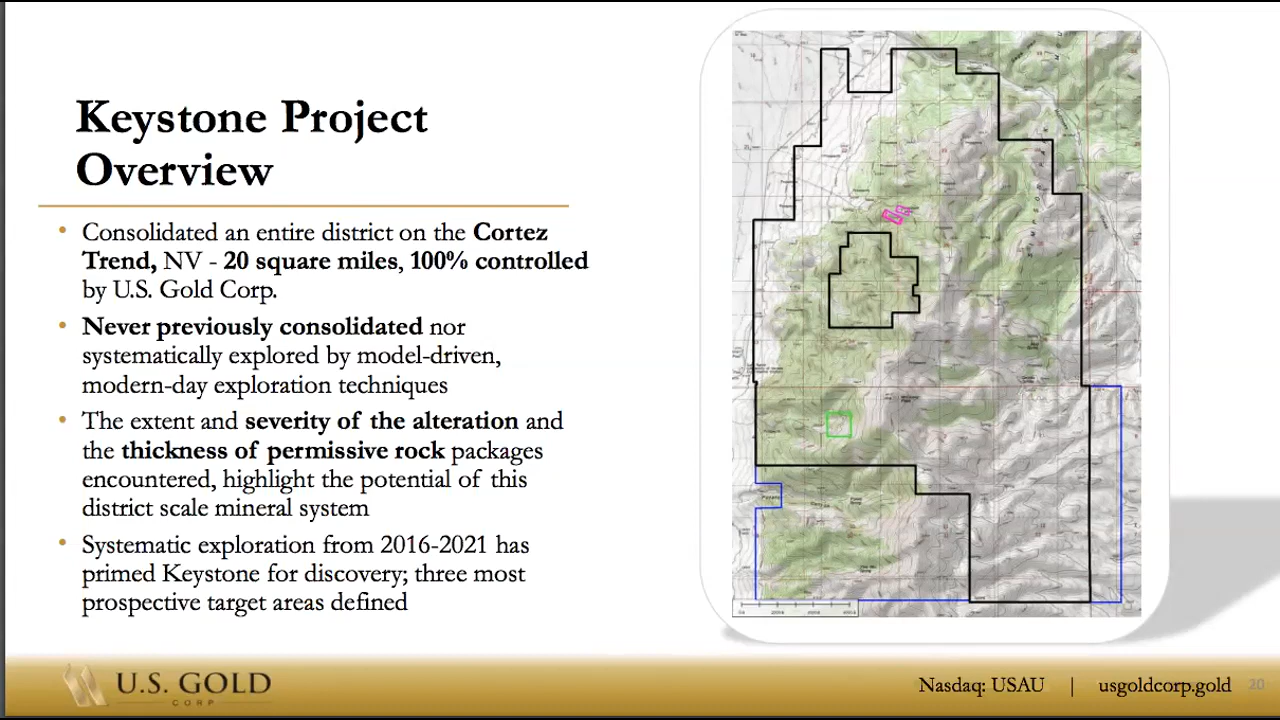 Keystone Project
Overview
• Consolidated an entire district on the Cortez
Trend, NV - 20 square miles, 100% controlled
by U.S. Gold Corp.
• Never previously consolidated nor
systematically explored by model-driven,
modern-day exploration techniques
• The extent and severity of the alteration and
the thickness of permissive rock packages
encountered, highlight the potential of this
district scale mineral system
• Systematic exploration from 2016-2021 has
primed Keystone for discovery; three most
prospective target areas defined
U.S. GOLD
CORP
Nasdaq: USAU | usgoldcorp.gold 20